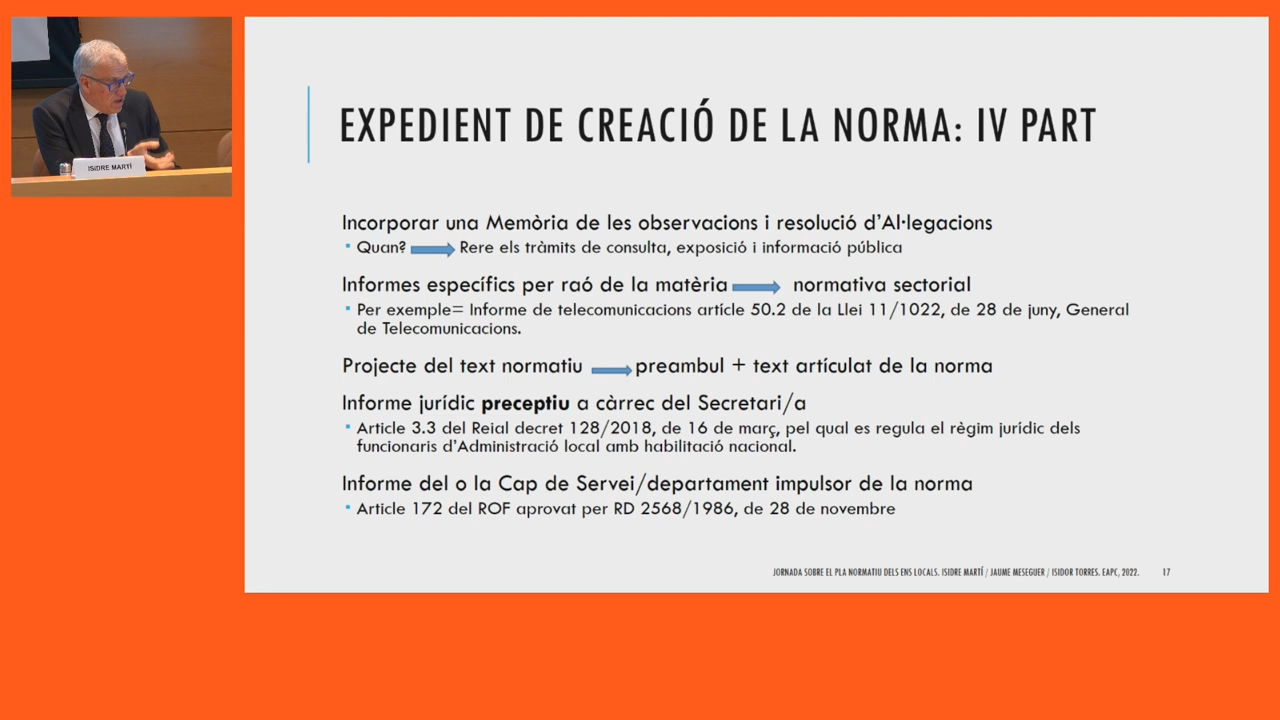 ISIDRE MARTÍ
EXPEDIENT DE CREACIÓ DE LA NORMA: IV PART
Incorporar una Memòria de les observacions i resolució d'Al·legacions
▪ Quan? Rere els tràmits de consulta, exposició i informació pública
Informes específics per raó de la matèria normativa sectorial
▪ Per exemple= Informe de telecomunicacions artícle 50.2 de la Llei 11/1022, de 28 de juny, General
de Telecomunicacions.
Projecte del text normatiu preambul + text artículat de la norma
Informe jurídic preceptiu a càrrec del Secretari/a
▪ Article 3.3 del Reial decret 128/2018, de 16 de març, pel qual es regula el règim jurídic dels
funcionaris d'Administració local amb habilitació nacional.
Informe del o la Cap de Servei/departament impulsor de la norma
▪ Article 172 del ROF aprovat per RD 2568/1986, de 28 de novembre
JORNADA SOBRE EL PLA NORMATIU DELS ENS LOCALS. ISIDRE MARTÍ / JAUME MESEGUER / ISIDOR TORRES. EAPC, 2022. 17